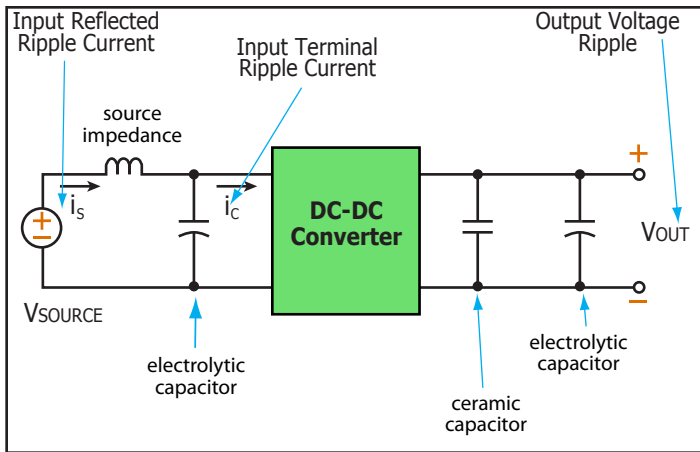 Input Reflected
Ripple Current
Input Terminal
Ripple Current
Output Voltage
Ripple
source
impedance
iS
iC
+
−
DC-DC
Converter
+
−
VOUT
VSOURCE
electrolytic
capacitor
ceramic
capacitor
electrolytic
capacitor